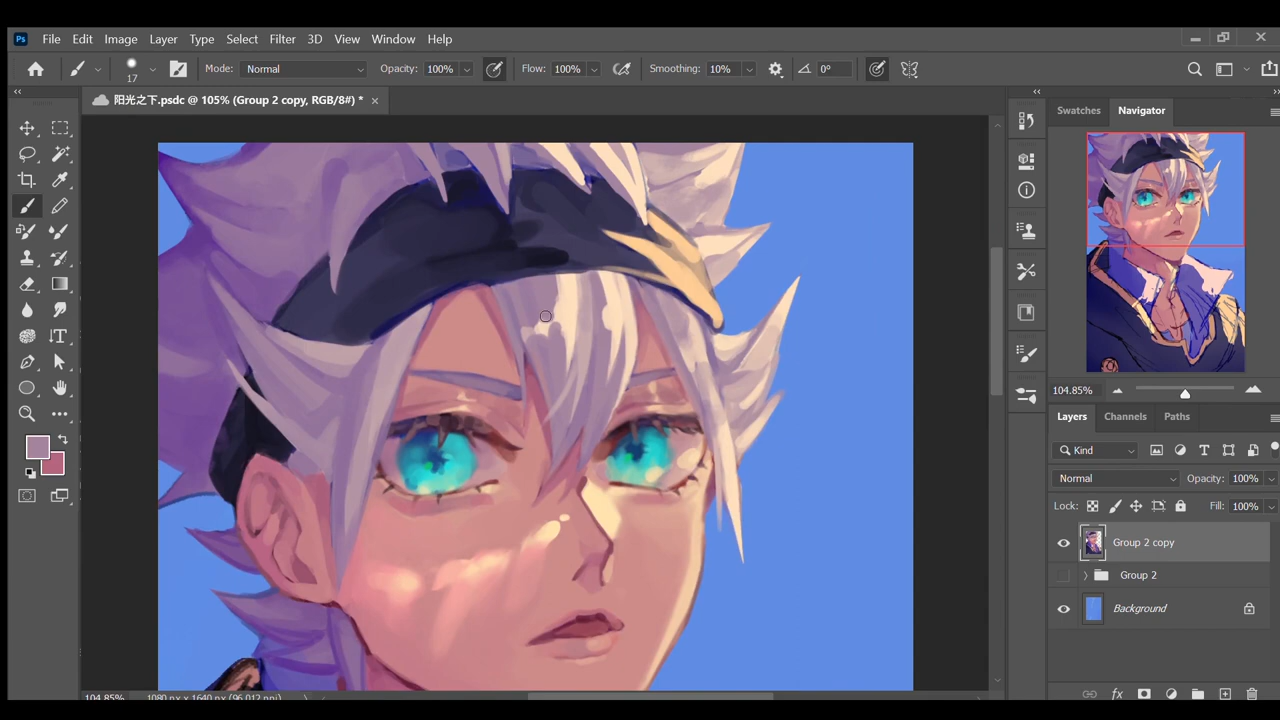 Ps File Edit Image Layer Type Select Filter 3D View Window Help
17 Mode: Normal Opacity: 100% Flow: 100% Smoothing: 10% 0°
阳光之下.psdc @ 105% (Group 2 copy, RGB/8#) * ×
Swatches Navigator
104.85%
Layers Channels Paths
Kind
Normal Opacity: 100%
Lock: Fill: 100%
Group 2 copy
Group 2
Background
104.85% 1080 px x 1640 px (96.012 ppi)
fx